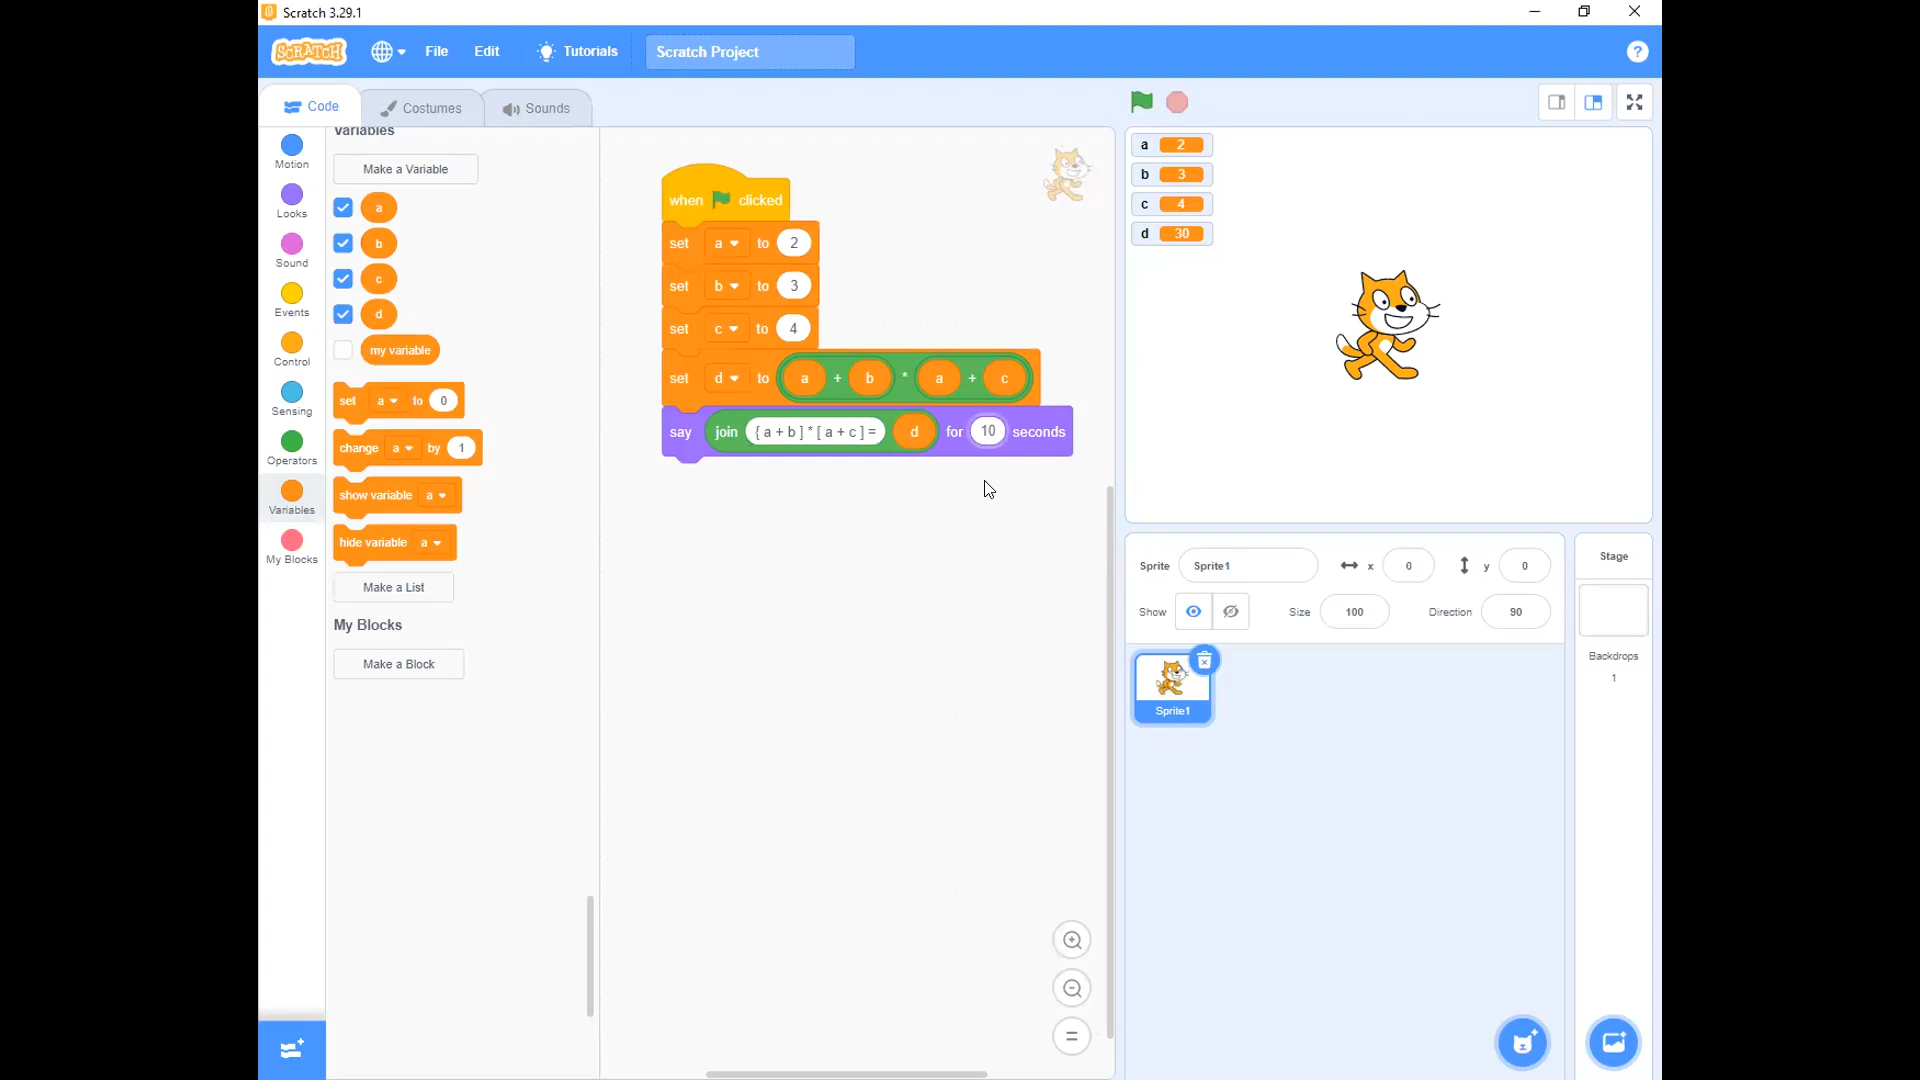 Scratch 3.29.1
SCRATCH File Edit Tutorials Scratch Project ?
Code Costumes Sounds
Motion
Looks
Sound
Events
Control
Sensing
Operators
Variables
My Blocks
Variables
Make a Variable
a
b
c
d
my variable
set a to 0
change a by 1
show variable a
hide variable a
Make a List
My Blocks
Make a Block
when clicked
set a to 2
set b to 3
set c to 4
set d to a + b * a + c
say join { a + b ] * [ a + c ] = d for 10 seconds
a 2
b 3
c 4
d 30
Sprite Sprite1 x 0 y 0
Show Size 100 Direction 90
Sprite1
Stage
Backdrops
1